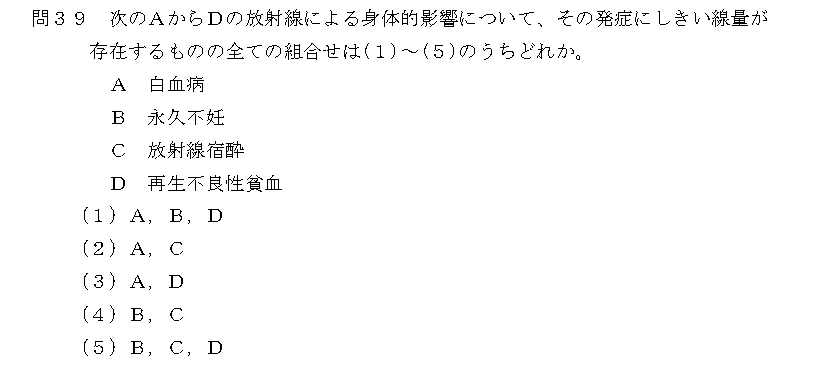 問３９　次のＡからＤの放射線による身体的影響について、その発症にしきい線量が
存在するものの全ての組合せは(１)～(５)のうちどれか。
Ａ　白血病
Ｂ　永久不妊
Ｃ　放射線宿酔
Ｄ　再生不良性貧血
(１) Ａ，Ｂ，Ｄ
(２) Ａ，Ｃ
(３) Ａ，Ｄ
(４) Ｂ，Ｃ
(５) Ｂ，Ｃ，Ｄ